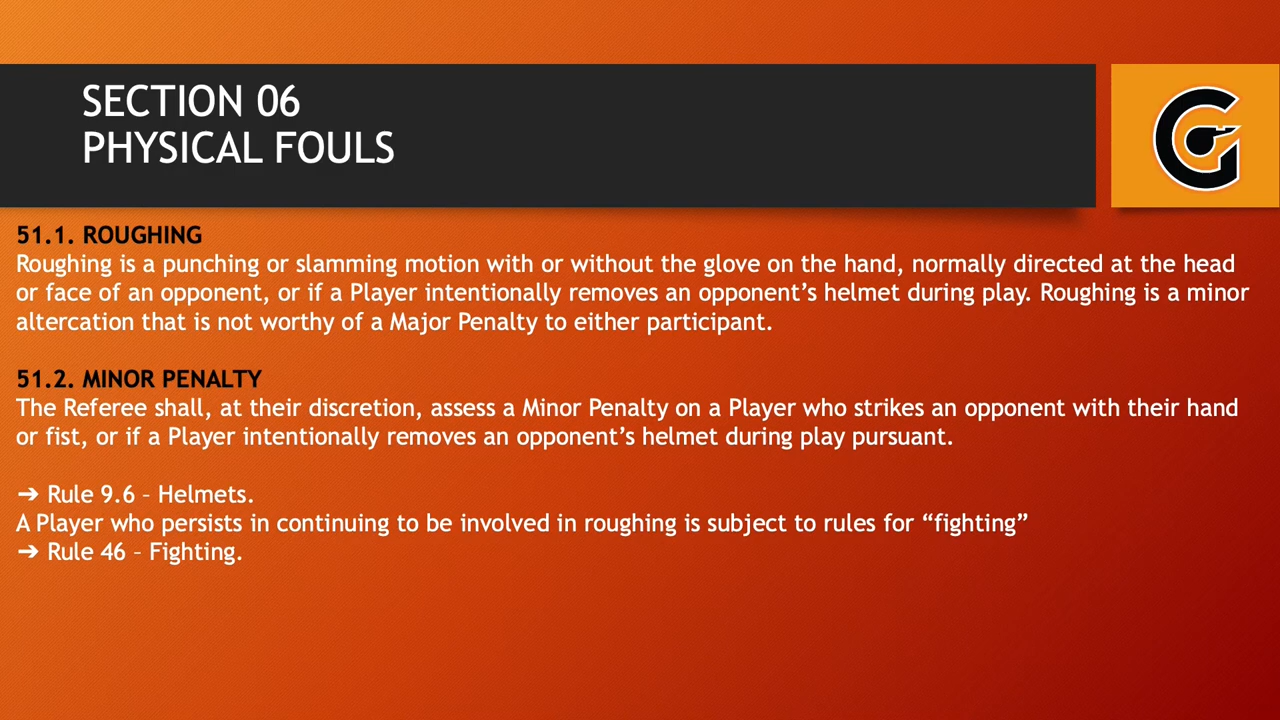 SECTION 06
PHYSICAL FOULS
G
51.1. ROUGHING
Roughing is a punching or slamming motion with or without the glove on the hand, normally directed at the head
or face of an opponent, or if a Player intentionally removes an opponent’s helmet during play. Roughing is a minor
altercation that is not worthy of a Major Penalty to either participant.
51.2. MINOR PENALTY
The Referee shall, at their discretion, assess a Minor Penalty on a Player who strikes an opponent with their hand
or fist, or if a Player intentionally removes an opponent’s helmet during play pursuant.
➔ Rule 9.6 – Helmets.
A Player who persists in continuing to be involved in roughing is subject to rules for “fighting”
➔ Rule 46 – Fighting.